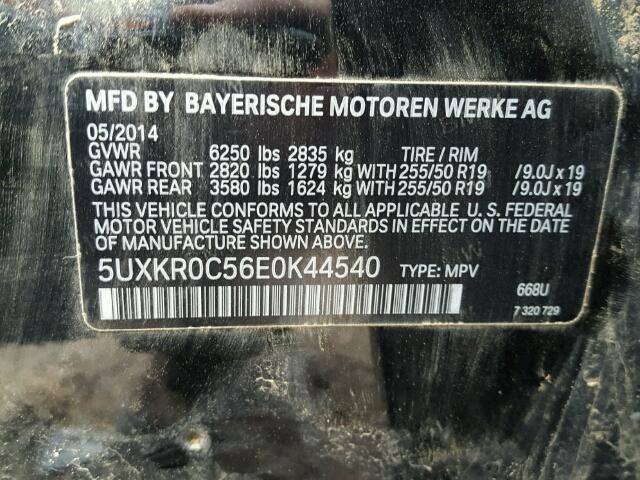 MFD BY BAYERISCHE MOTOREN WERKE AG
05/2014
GVWR 6250 lbs 2835 kg TIRE / RIM
GAWR FRONT 2820 lbs 1279 kg WITH 255/50 R19 /9.0J x 19
GAWR REAR 3580 lbs 1624 kg WITH 255/50 R19 /9.0J x 19
THIS VEHICLE CONFORMS TO ALL APPLICABLE U. S. FEDERAL
MOTOR VEHICLE SAFETY STANDARDS IN EFFECT ON THE DATE
OF MANUFACTURE SHOWN ABOVE.
5UXKR0C56E0K44540 TYPE: MPV
668U
7 320 729